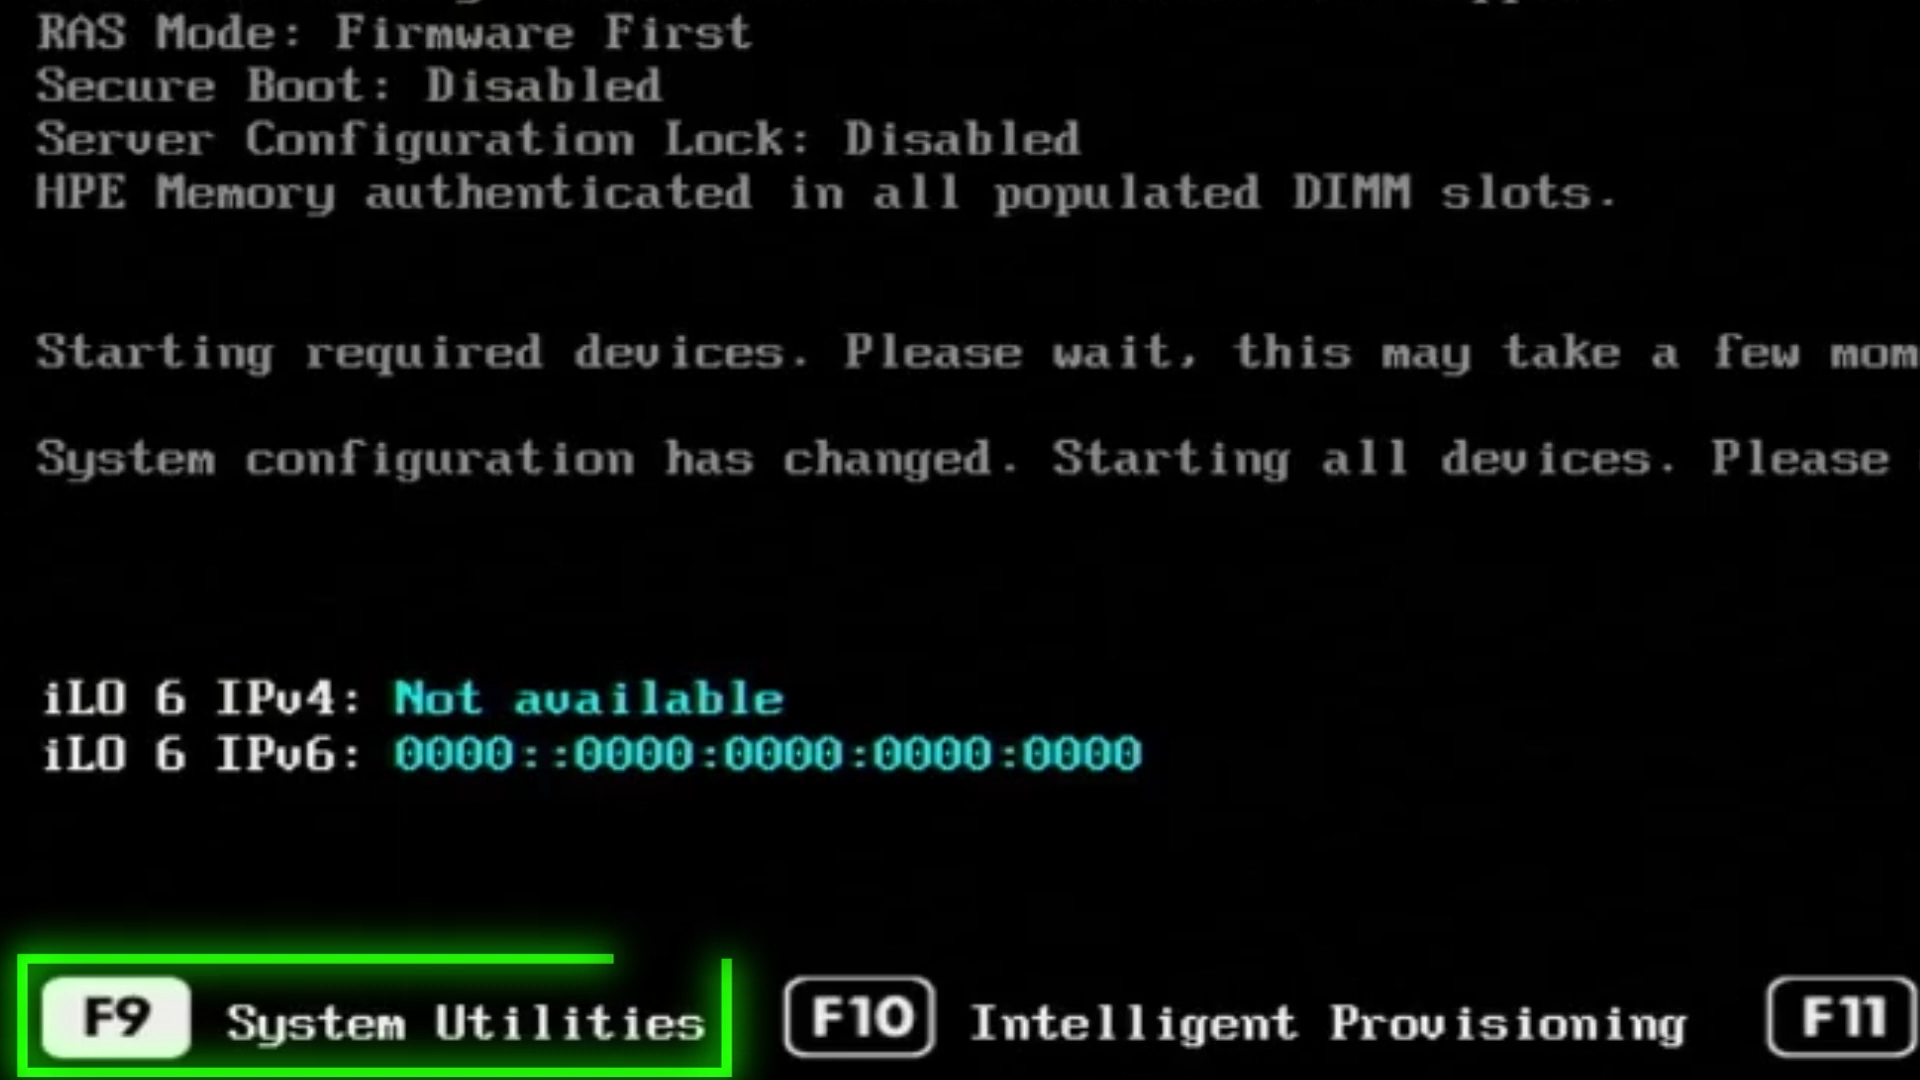 RAS Mode: Firmware First
Secure Boot: Disabled
Server Configuration Lock: Disabled
HPE Memory authenticated in all populated DIMM slots.
Starting required devices. Please wait, this may take a few mom
System configuration has changed. Starting all devices. Please
iLO 6 IPv4: Not available
iLO 6 IPv6: 0000::0000:0000:0000:0000
F9 System Utilities F10 Intelligent Provisioning F11